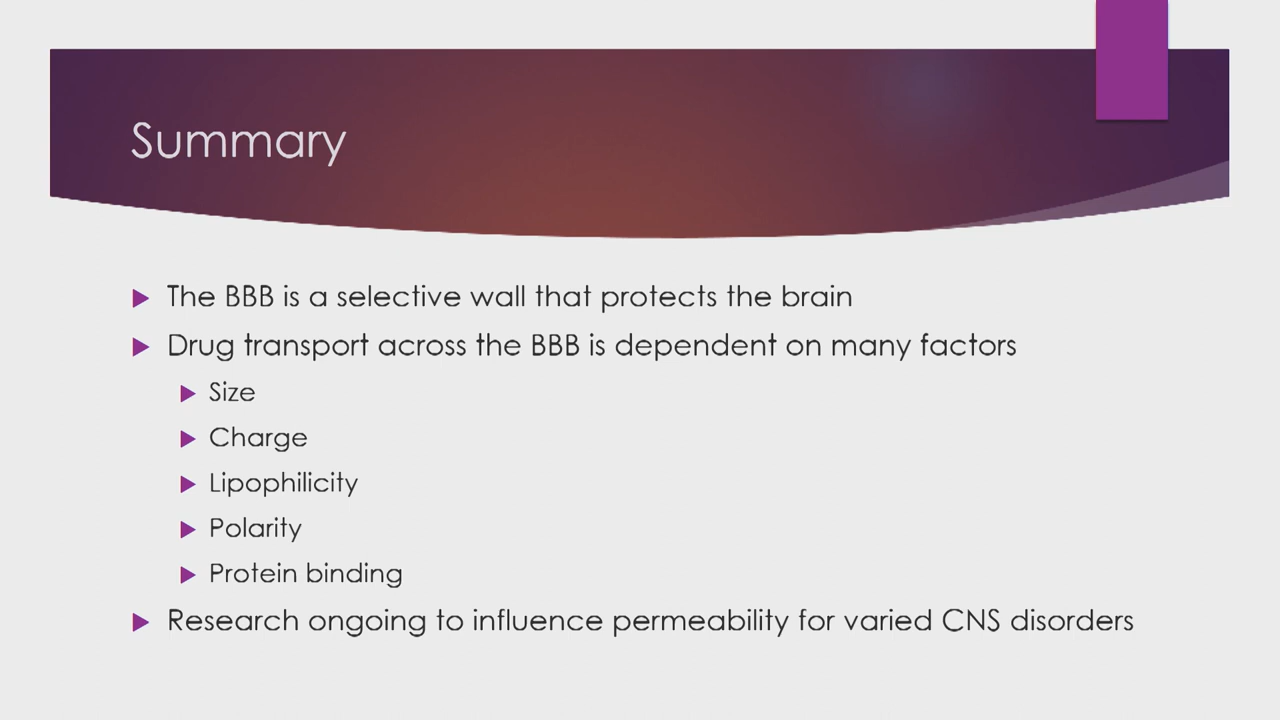 Summary
The BBB is a selective wall that protects the brain
Drug transport across the BBB is dependent on many factors
Size
Charge
Lipophilicity
Polarity
Protein binding
Research ongoing to influence permeability for varied CNS disorders